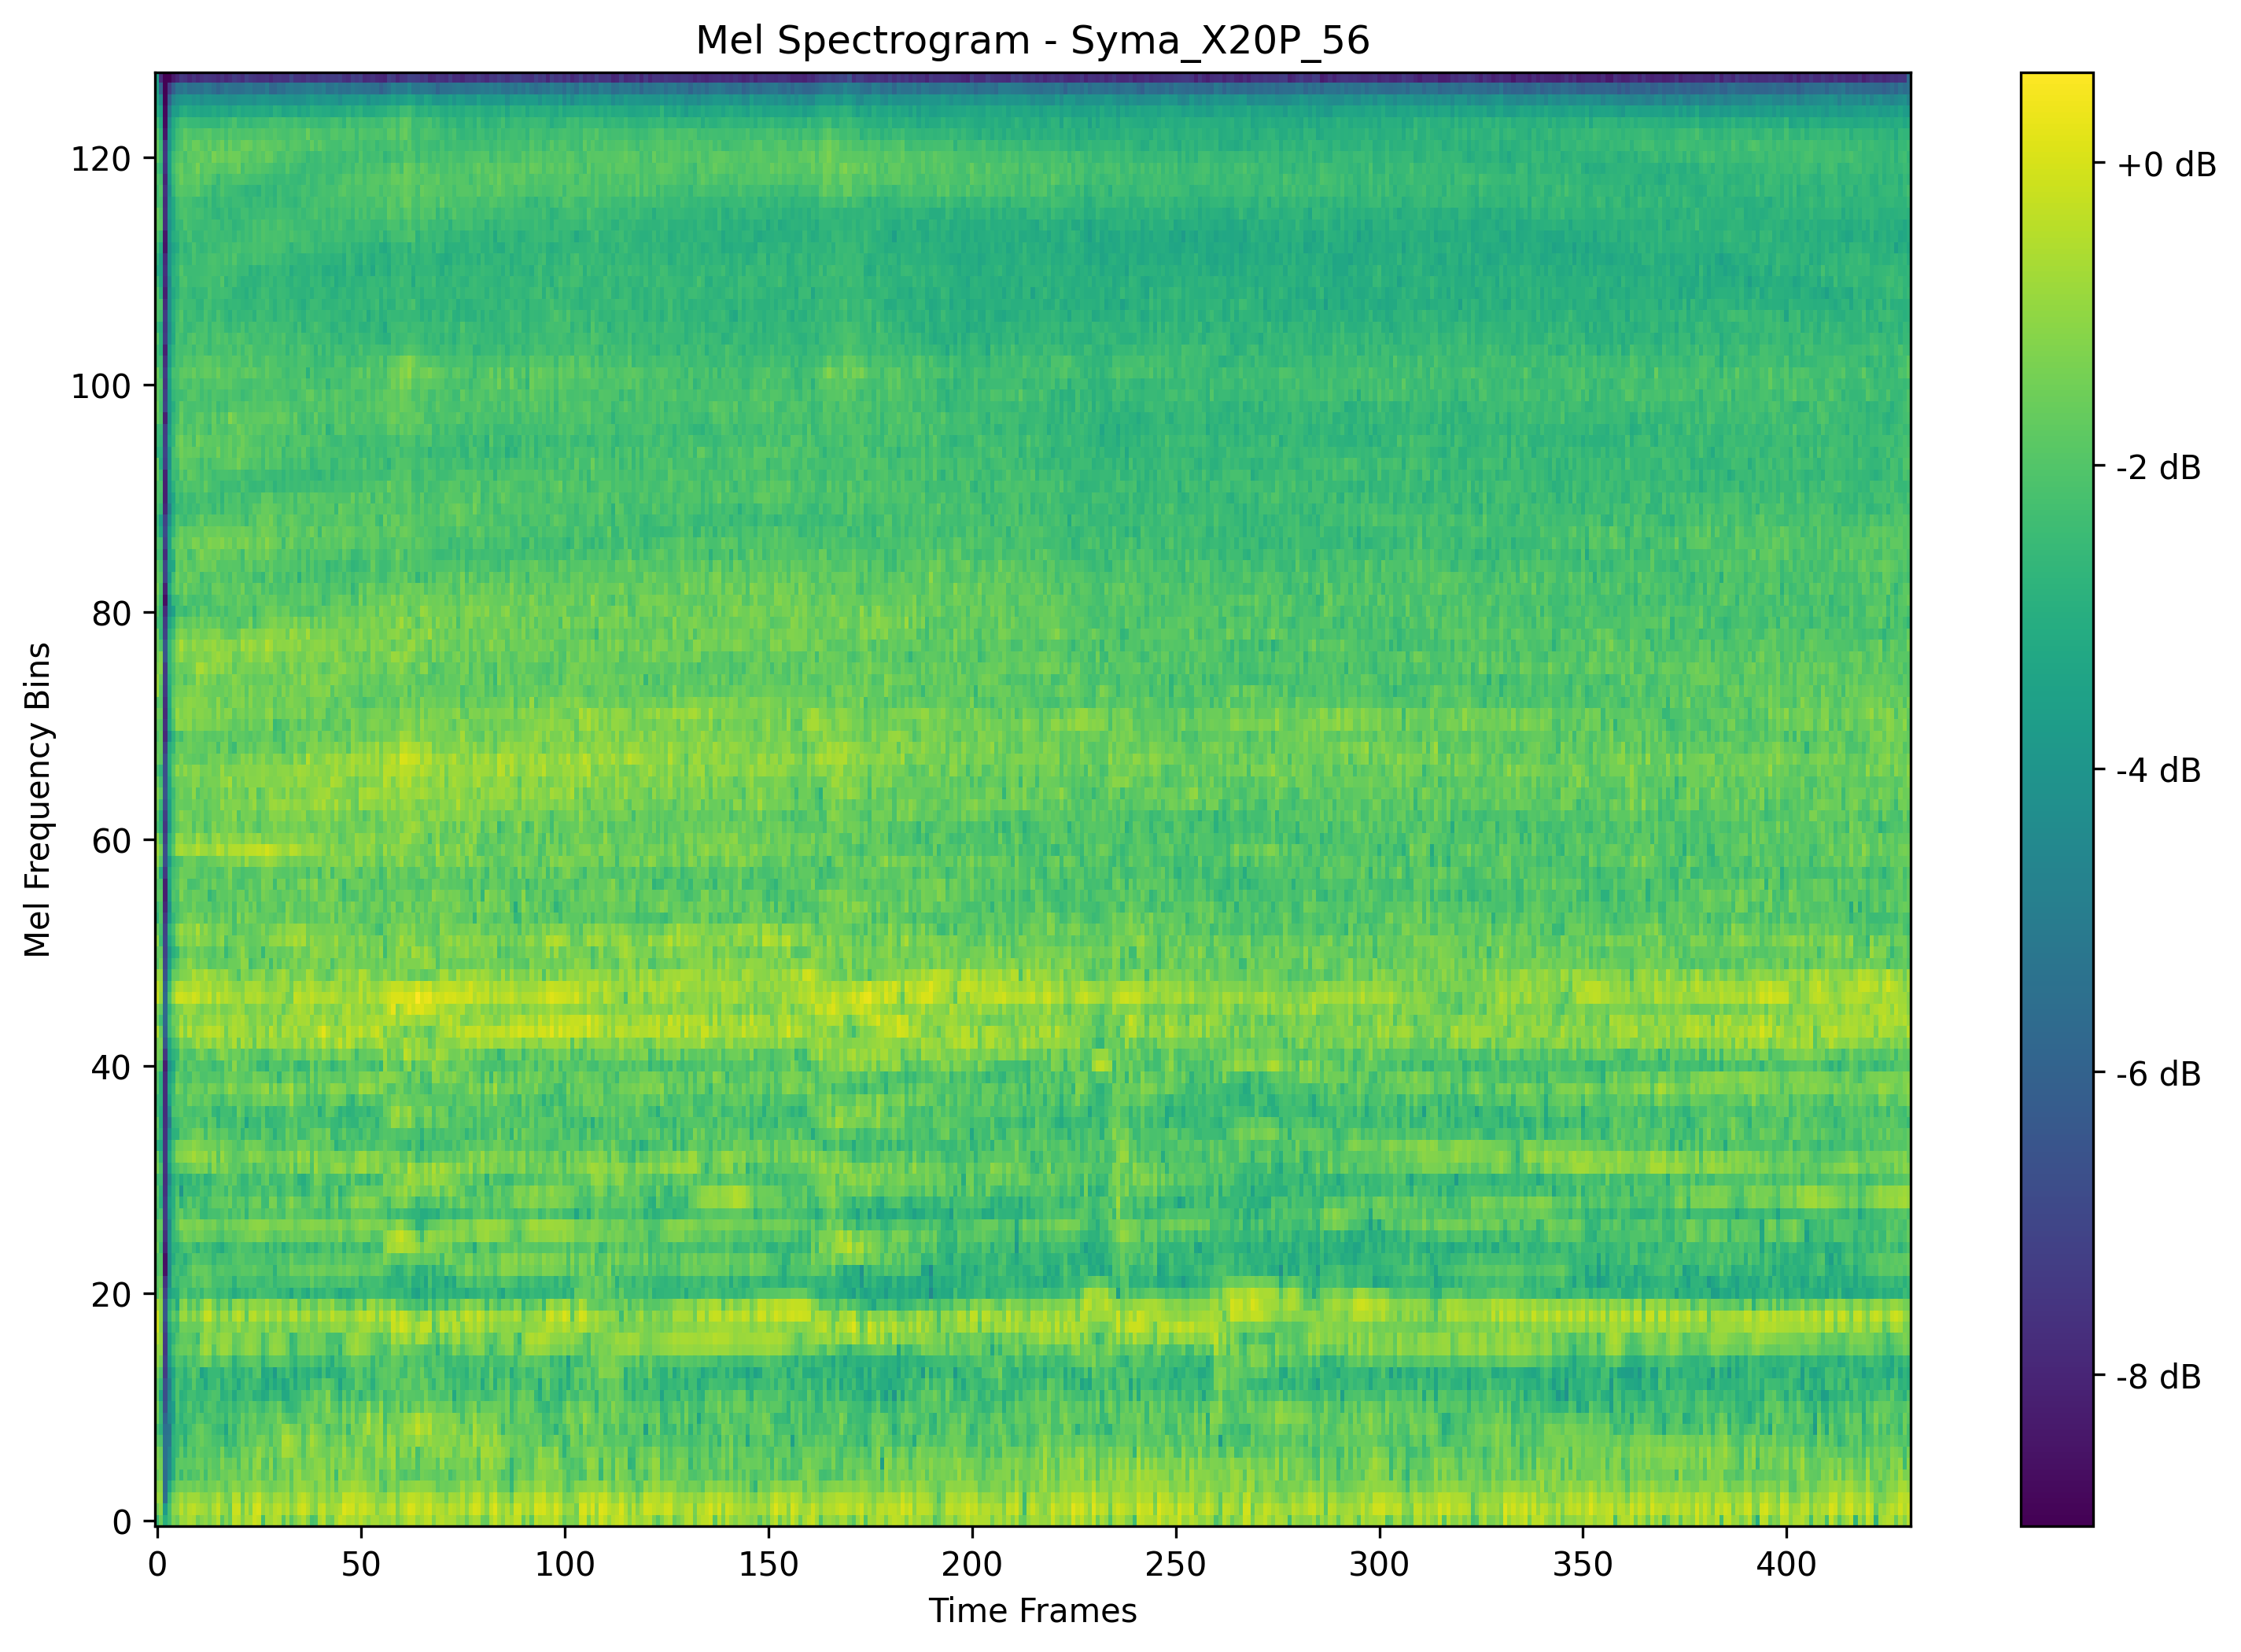 Mel Spectrogram - Syma_X20P_56
Mel Frequency Bins
120
100
80
60
40
20
0
0 50 100 150 200 250 300 350 400
Time Frames
+0 dB
-2 dB
-4 dB
-6 dB
-8 dB